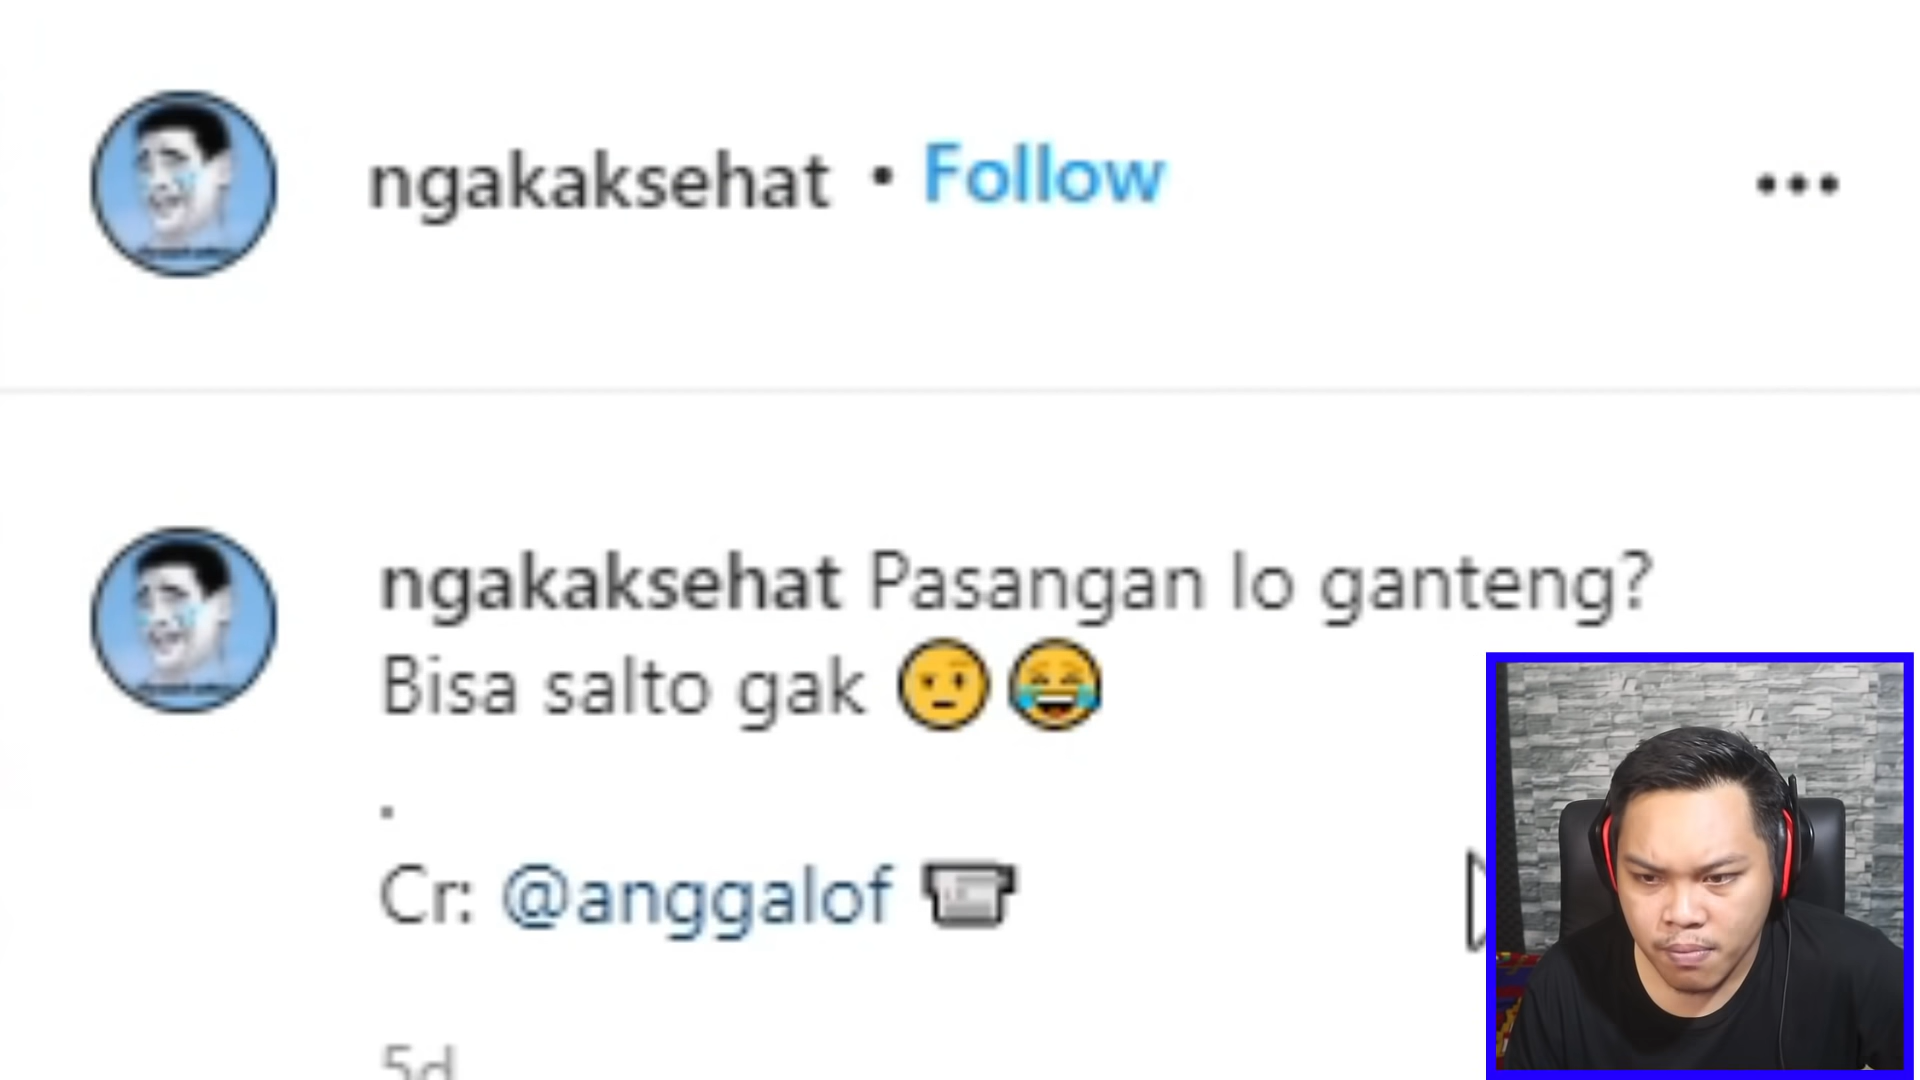 ngakaksehat • Follow
ngakaksehat Pasangan lo ganteng?
Bisa salto gak 🤨😂
.
Cr: @anggalof
5d